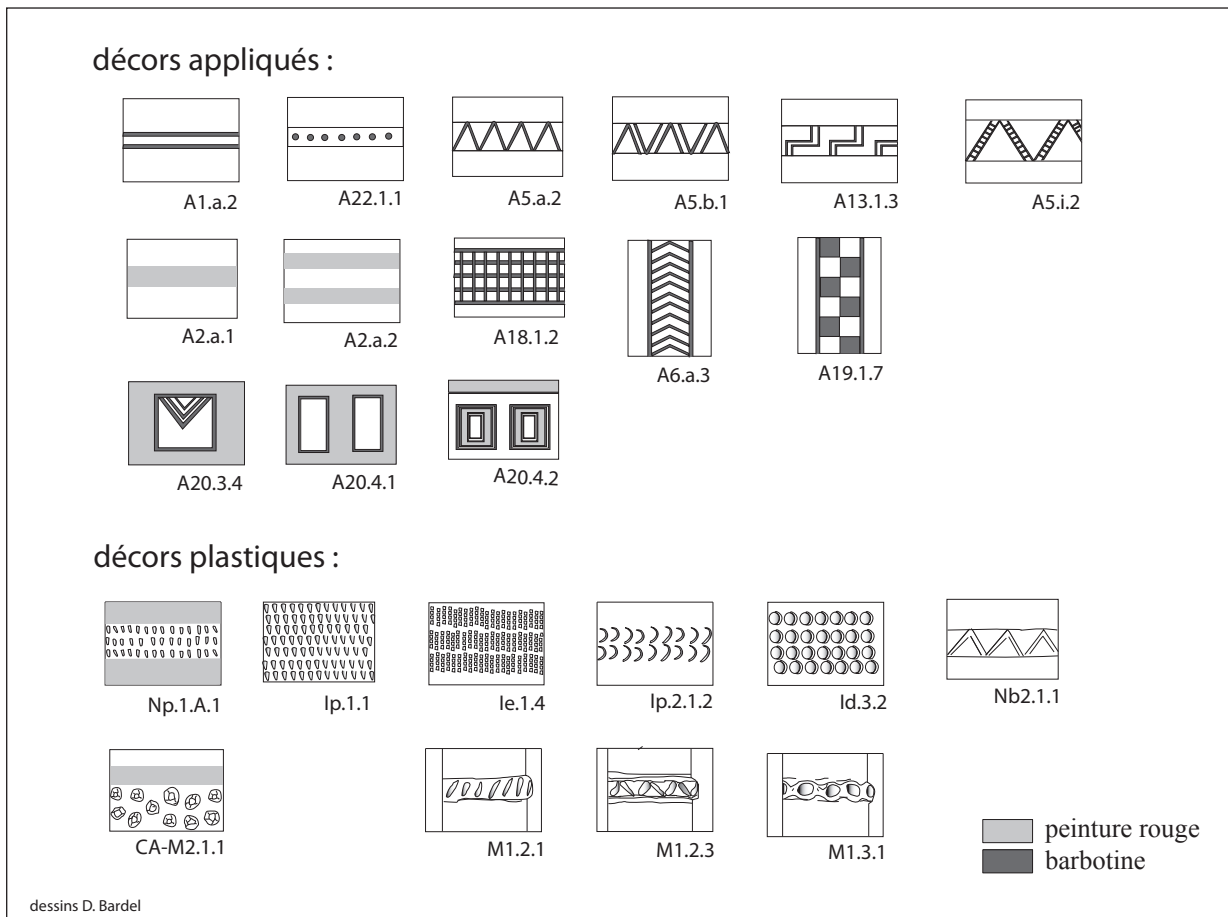 décors appliqués :
A1.a.2 A22.1.1 A5.a.2 A5.b.1 A13.1.3 A5.i.2
A2.a.1 A2.a.2 A18.1.2 A6.a.3 A19.1.7
A20.3.4 A20.4.1 A20.4.2
décors plastiques :
Np.1.A.1 Ip.1.1 Ie.1.4 Ip.2.1.2 Id.3.2 Nb2.1.1
CA-M2.1.1 M1.2.1 M1.2.3 M1.3.1
peinture rouge
barbotine
dessins D. Bardel